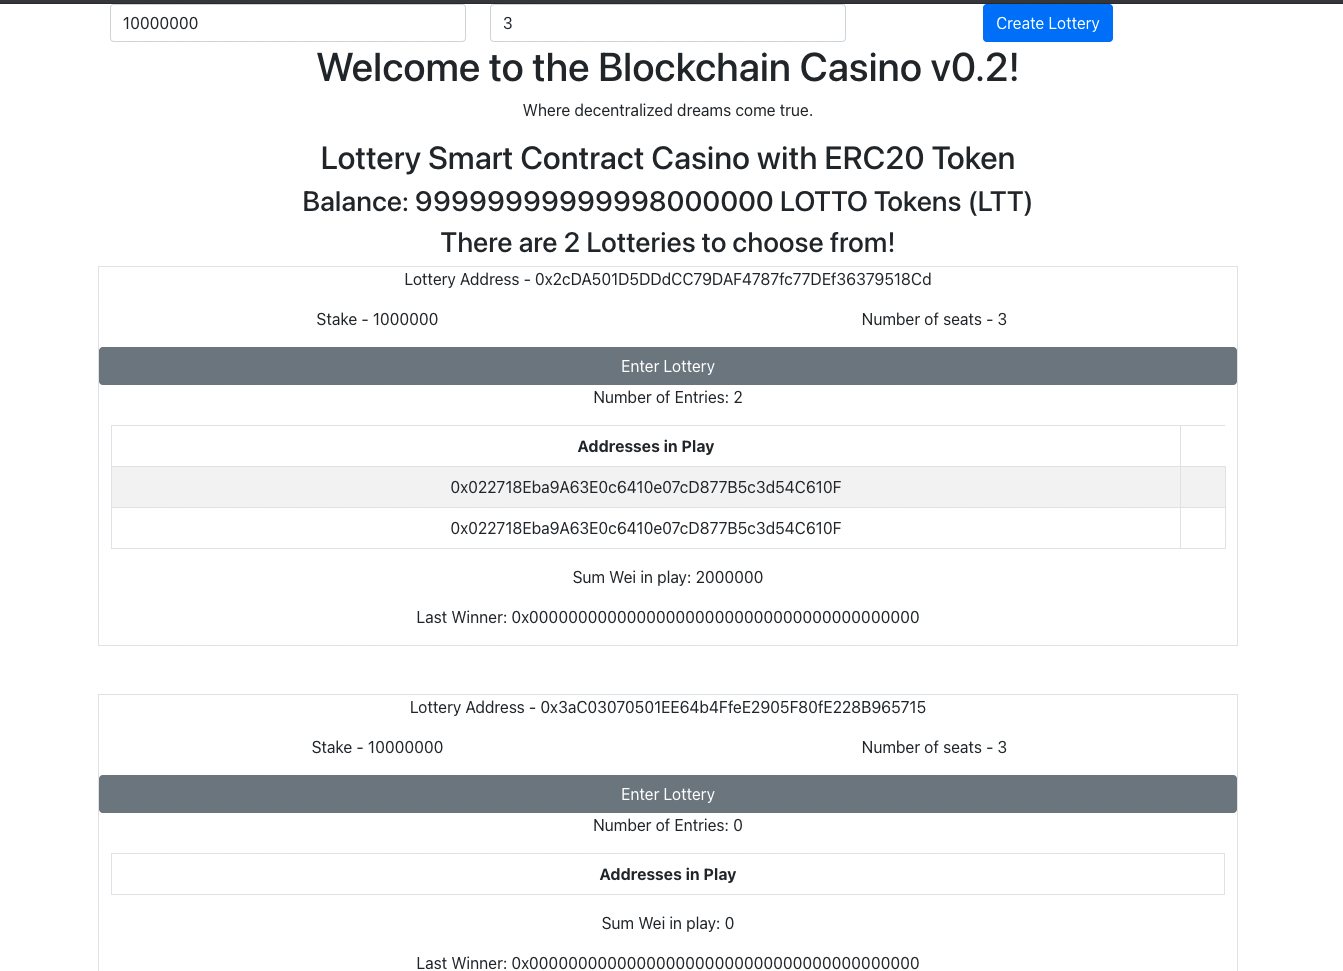 10000000 3 Create Lottery
Welcome to the Blockchain Casino v0.2!
Where decentralized dreams come true.
Lottery Smart Contract Casino with ERC20 Token
Balance: 99999999999998000000 LOTTO Tokens (LTT)
There are 2 Lotteries to choose from!
Lottery Address - 0x2cDA501D5DDdCC79DAF4787fc77DEf36379518Cd
Stake - 1000000 Number of seats - 3
Enter Lottery
Number of Entries: 2
Addresses in Play
0x022718Eba9A63E0c6410e07cD877B5c3d54C610F
0x022718Eba9A63E0c6410e07cD877B5c3d54C610F
Sum Wei in play: 2000000
Last Winner: 0x0000000000000000000000000000000000000000
Lottery Address - 0x3aC03070501EE64b4FfeE2905F80fE228B965715
Stake - 10000000 Number of seats - 3
Enter Lottery
Number of Entries: 0
Addresses in Play
Sum Wei in play: 0
Last Winner: 0x0000000000000000000000000000000000000000